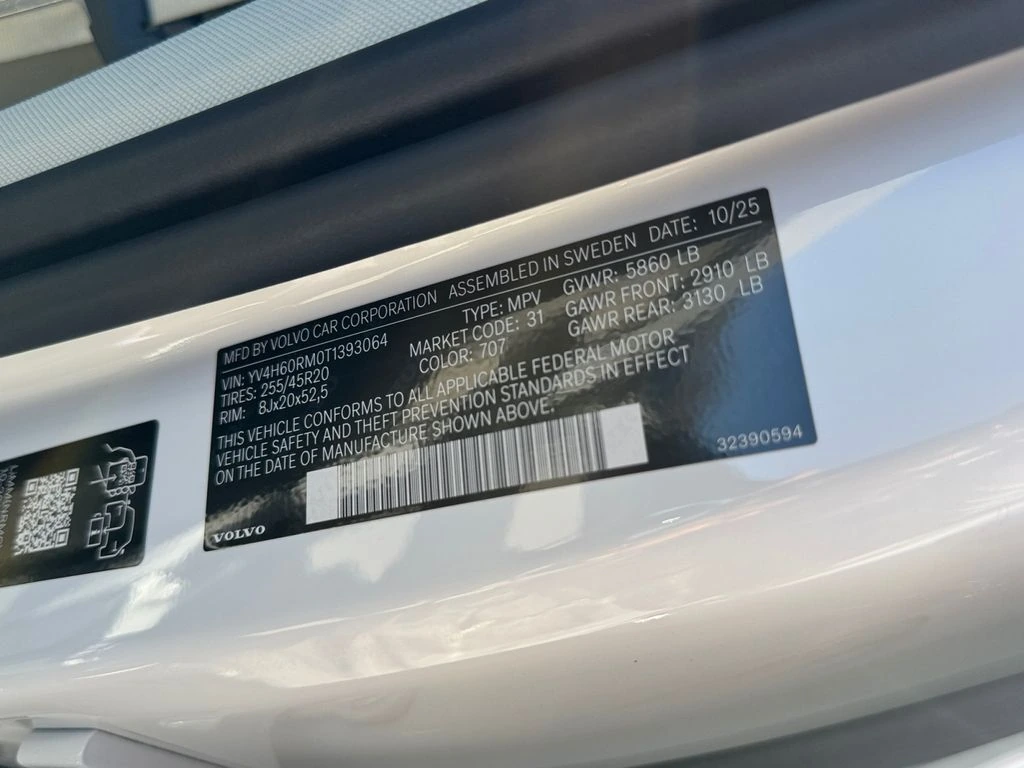 MFD BY VOLVO CAR CORPORATION ASSEMBLED IN SWEDEN DATE: 10/25
VIN: YV4H60RM0T1393064 TYPE: MPV GVWR: 5860 LB
TIRES: 255/45R20 MARKET CODE: 31 GAWR FRONT: 2910 LB
RIM: 8Jx20x52,5 COLOR: 707 GAWR REAR: 3130 LB
THIS VEHICLE CONFORMS TO ALL APPLICABLE FEDERAL MOTOR
VEHICLE SAFETY AND THEFT PREVENTION STANDARDS IN EFFECT
ON THE DATE OF MANUFACTURE SHOWN ABOVE.
VOLVO
32390594